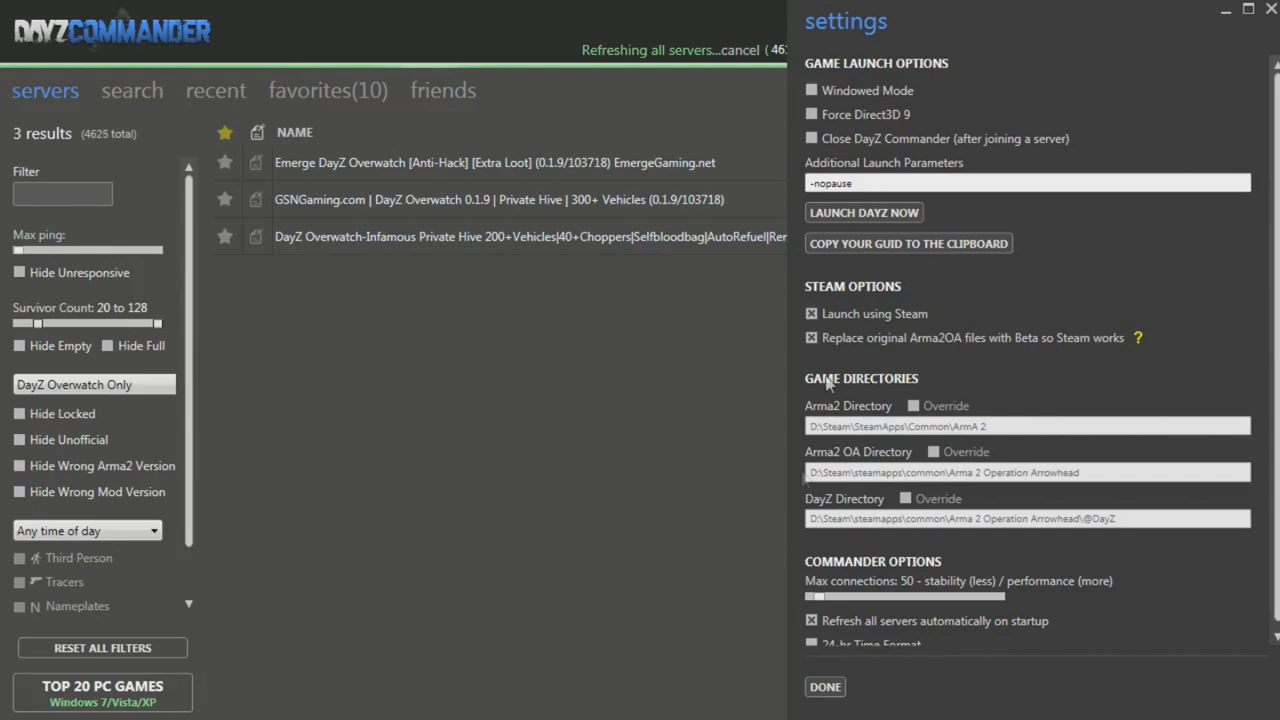 DAYZCOMMANDER
Refreshing all servers...cancel ( 461
servers search recent favorites(10) friends
3 results (4625 total)
NAME
Filter
Emerge DayZ Overwatch [Anti-Hack] [Extra Loot] (0.1.9/103718) EmergeGaming.net
GSNGaming.com | DayZ Overwatch 0.1.9 | Private Hive | 300+ Vehicles (0.1.9/103718)
DayZ Overwatch-Infamous Private Hive 200+Vehicles|40+Choppers|Selfbloodbag|AutoRefuel|Rer
Max ping:
Hide Unresponsive
Survivor Count: 20 to 128
Hide Empty Hide Full
DayZ Overwatch Only
Hide Locked
Hide Unofficial
Hide Wrong Arma2 Version
Hide Wrong Mod Version
Any time of day
Third Person
Tracers
N Nameplates
RESET ALL FILTERS
TOP 20 PC GAMES
Windows 7/Vista/XP
settings
GAME LAUNCH OPTIONS
Windowed Mode
Force Direct3D 9
Close DayZ Commander (after joining a server)
Additional Launch Parameters
-nopause
LAUNCH DAYZ NOW
COPY YOUR GUID TO THE CLIPBOARD
STEAM OPTIONS
Launch using Steam
Replace original Arma2OA files with Beta so Steam works ?
GAME DIRECTORIES
Arma2 Directory Override
D:\Steam\SteamApps\Common\ArmA 2
Arma2 OA Directory Override
D:\Steam\steamapps\common\Arma 2 Operation Arrowhead
DayZ Directory Override
D:\Steam\steamapps\common\Arma 2 Operation Arrowhead\@DayZ
COMMANDER OPTIONS
Max connections: 50 - stability (less) / performance (more)
Refresh all servers automatically on startup
24-hr Time Format
DONE